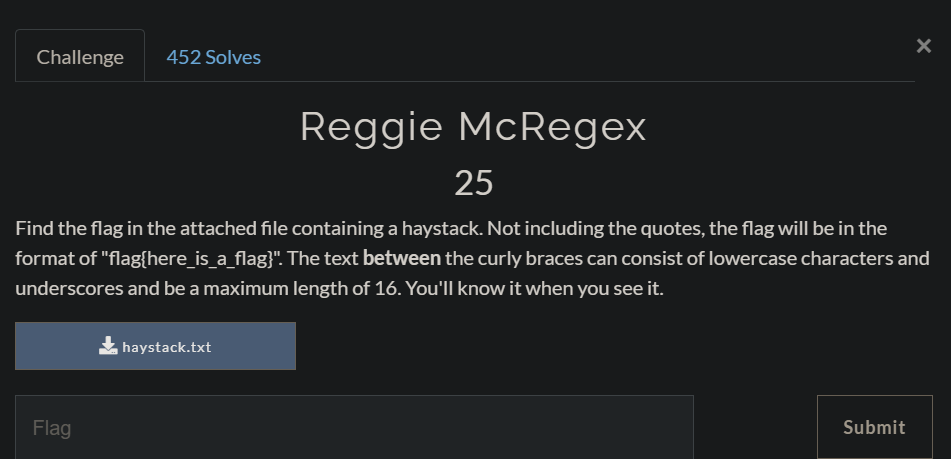 Challenge
452 Solves
×
Reggie McRegex
25
Find the flag in the attached file containing a haystack. Not including the quotes, the flag will be in the
format of "flag{here_is_a_flag}". The text between the curly braces can consist of lowercase characters and
underscores and be a maximum length of 16. You'll know it when you see it.
haystack.txt
Flag
Submit